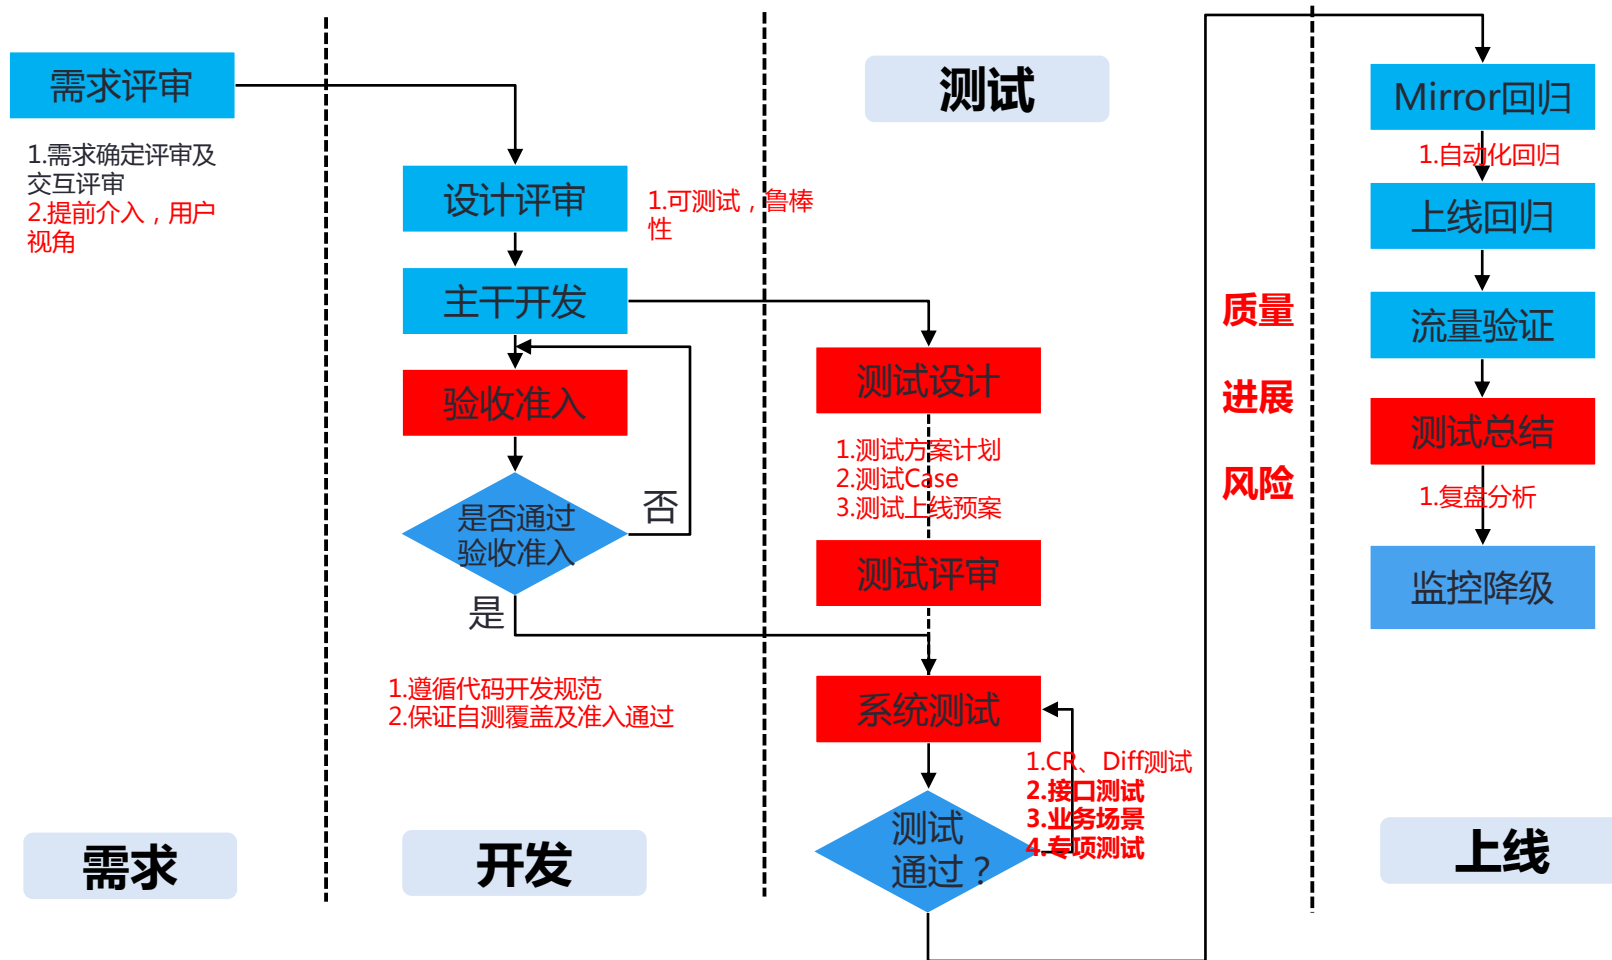 需求评审
1.需求确定评审及
交互评审
2.提前介入，用户
视角
需求
设计评审
1.可测试，鲁棒
性
主干开发
验收准入
是否通过
验收准入
否
是
1.遵循代码开发规范
2.保证自测覆盖及准入通过
开发
测试
测试设计
1.测试方案计划
2.测试Case
3.测试上线预案
测试评审
系统测试
1.CR、Diff测试
2.接口测试
3.业务场景
4.专项测试
测试
通过？
质量
进展
风险
Mirror回归
1.自动化回归
上线回归
流量验证
测试总结
1.复盘分析
监控降级
上线